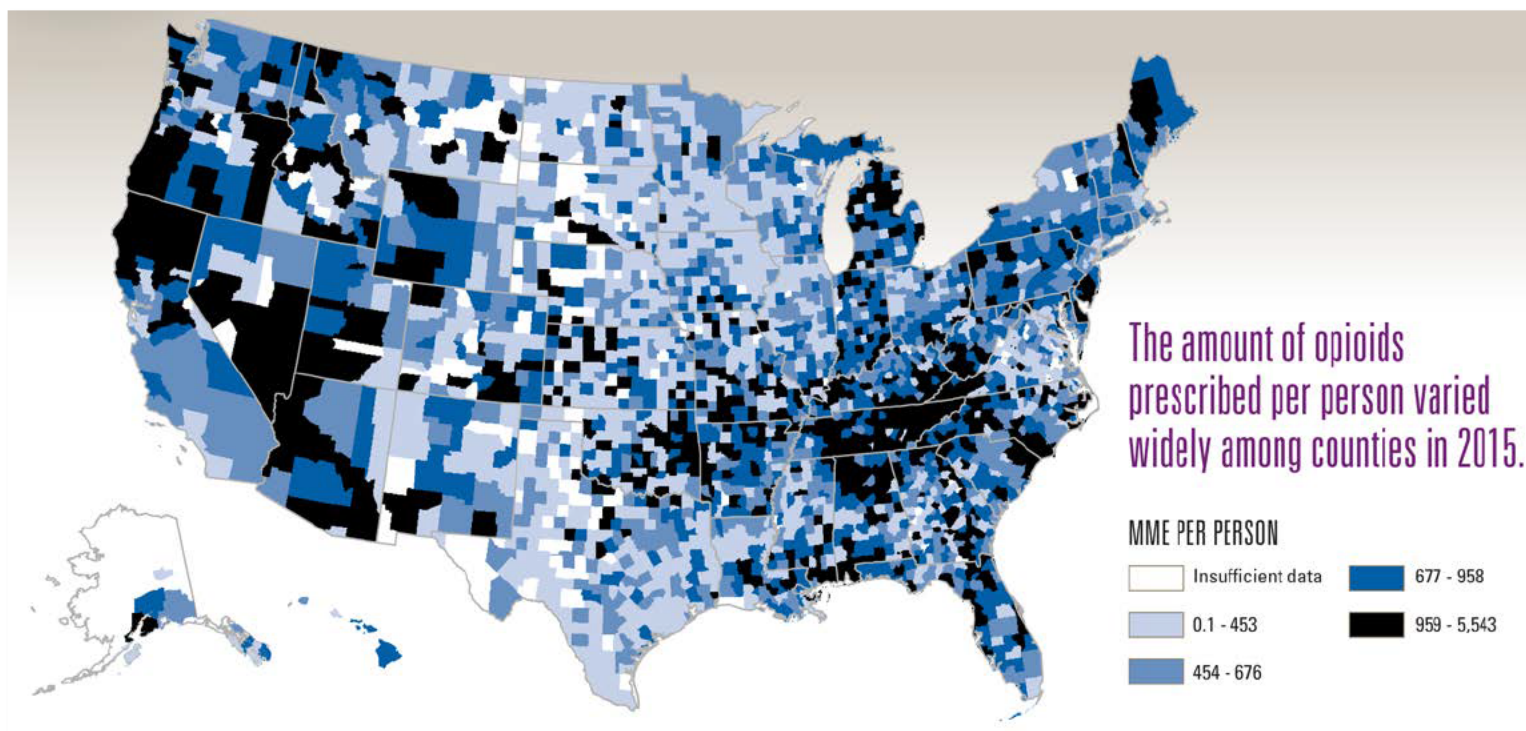 The amount of opioids
prescribed per person varied
widely among counties in 2015.
MME PER PERSON
Insufficient data
0.1 - 453
454 - 676
677 - 958
959 - 5,543